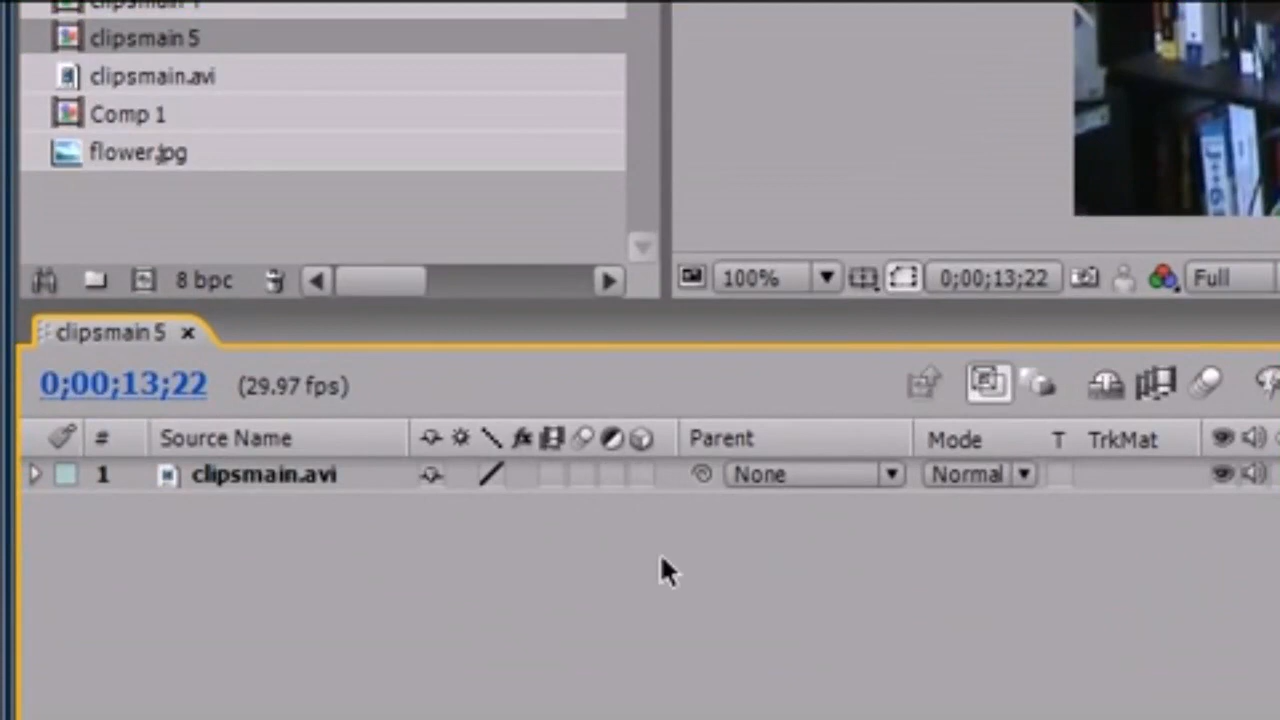 clipsmain 5
clipsmain.avi
Comp 1
flower.jpg
8 bpc
100%
0;00;13;22
Full
clipsmain 5 x
0;00;13;22 (29.97 fps)
# Source Name fx Parent Mode T TrkMat
1 clipsmain.avi None Normal